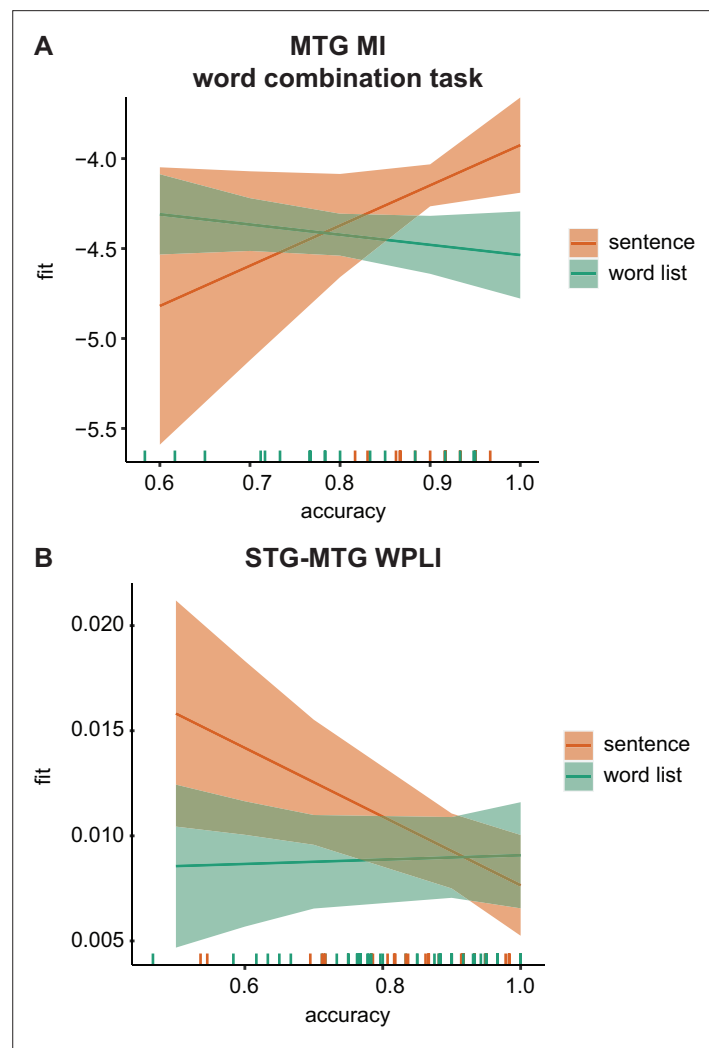 A
MTG MI
word combination task
−4.0
−4.5
−5.0
−5.5
fit
0.6 0.7 0.8 0.9 1.0
accuracy
sentence
word list
B
STG-MTG WPLI
0.020
0.015
0.010
0.005
fit
0.6 0.8 1.0
accuracy
sentence
word list